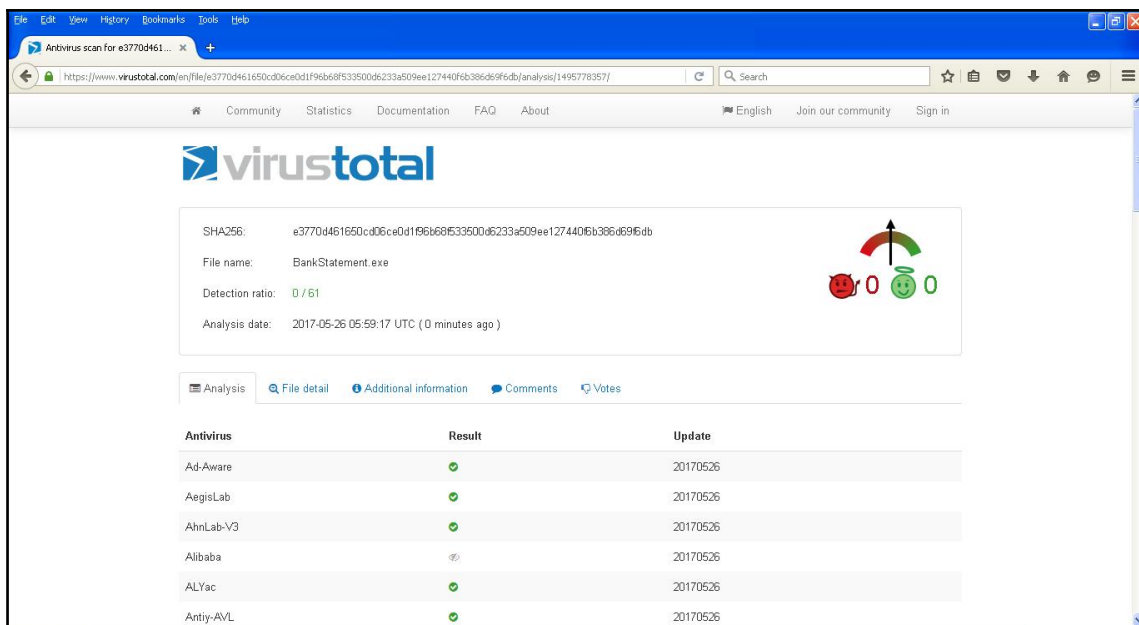 File Edit View History Bookmarks Tools Help
Antivirus scan for e3770d461... × +
https://www.virustotal.com/en/file/e3770d461650cd06ce0d1f96b68f533500d6233a509ee127440f6b386d69f6db/analysis/1495778357/ Search
Community Statistics Documentation FAQ About English Join our community Sign in
virustotal
SHA256: e3770d461650cd06ce0d1f96b68f533500d6233a509ee127440f6b386d69f6db
File name: BankStatement.exe
Detection ratio: 0 / 61
0 0
Analysis date: 2017-05-26 05:59:17 UTC ( 0 minutes ago )
Analysis File detail Additional information Comments Votes
Antivirus Result Update
Ad-Aware 20170526
AegisLab 20170526
AhnLab-V3 20170526
Alibaba 20170526
ALYac 20170526
Antiy-AVL 20170526